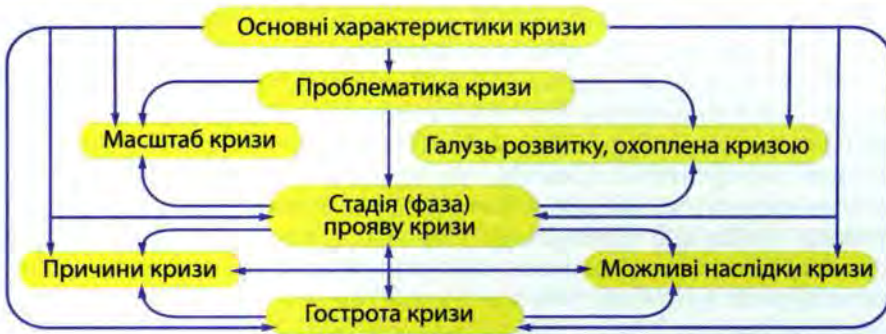 Основні характеристики кризи
Проблематика кризи
Масштаб кризи
Галузь розвитку, охоплена кризою
Стадія (фаза)
прояву кризи
Причини кризи
Можливі наслідки кризи
Гострота кризи